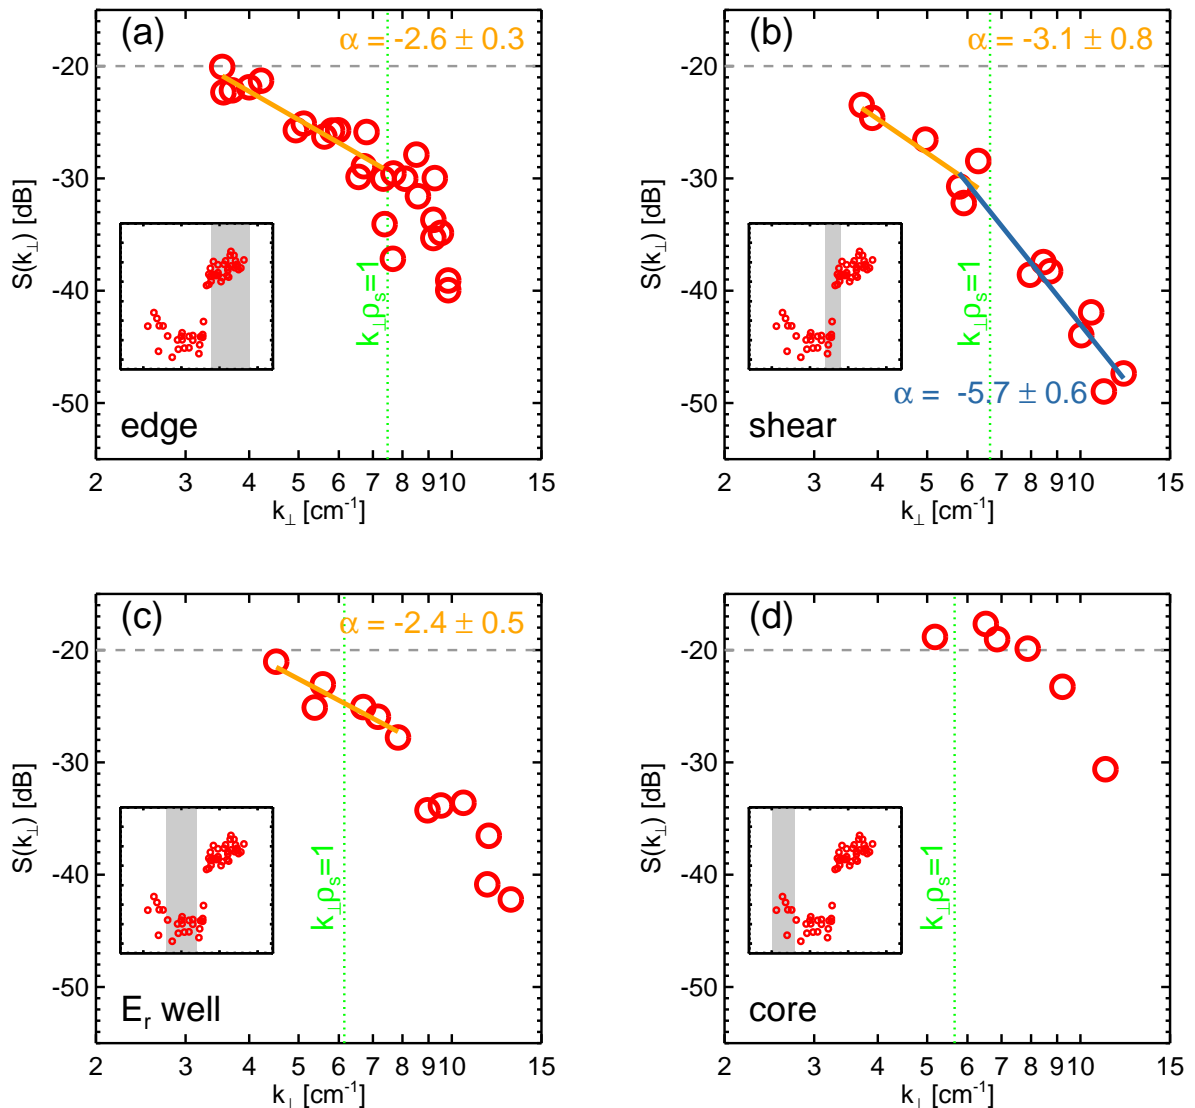 (a)
α = -2.6 ± 0.3
-20
-30
-40
-50
S(k⊥) [dB]
k⊥ρs=1
edge
2 3 4 5 6 7 8 9 10 15
k⊥ [cm-1]
(b)
α = -3.1 ± 0.8
-20
-30
-40
-50
S(k⊥) [dB]
k⊥ρs=1
α = -5.7 ± 0.6
shear
2 3 4 5 6 7 8 9 10 15
k⊥ [cm-1]
(c)
α = -2.4 ± 0.5
-20
-30
-40
-50
S(k⊥) [dB]
k⊥ρs=1
Er well
2 3 4 5 6 7 8 9 10 15
k⊥ [cm-1]
(d)
-20
-30
-40
-50
S(k⊥) [dB]
k⊥ρs=1
core
2 3 4 5 6 7 8 9 10 15
k⊥ [cm-1]